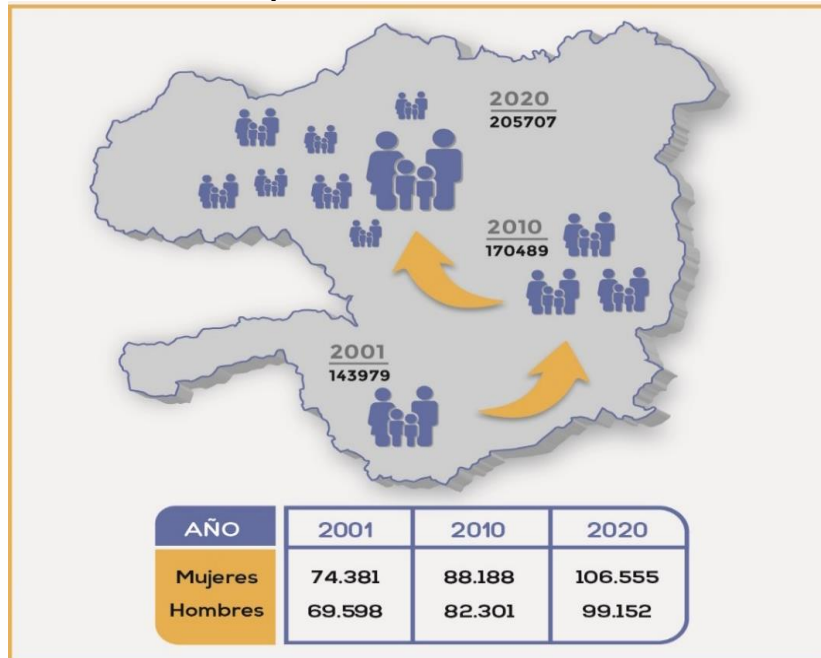 2020
205707
2010
170489
2001
143979
AÑO 2001 2010 2020
Mujeres 74.381 88.188 106.555
Hombres 69.598 82.301 99.152